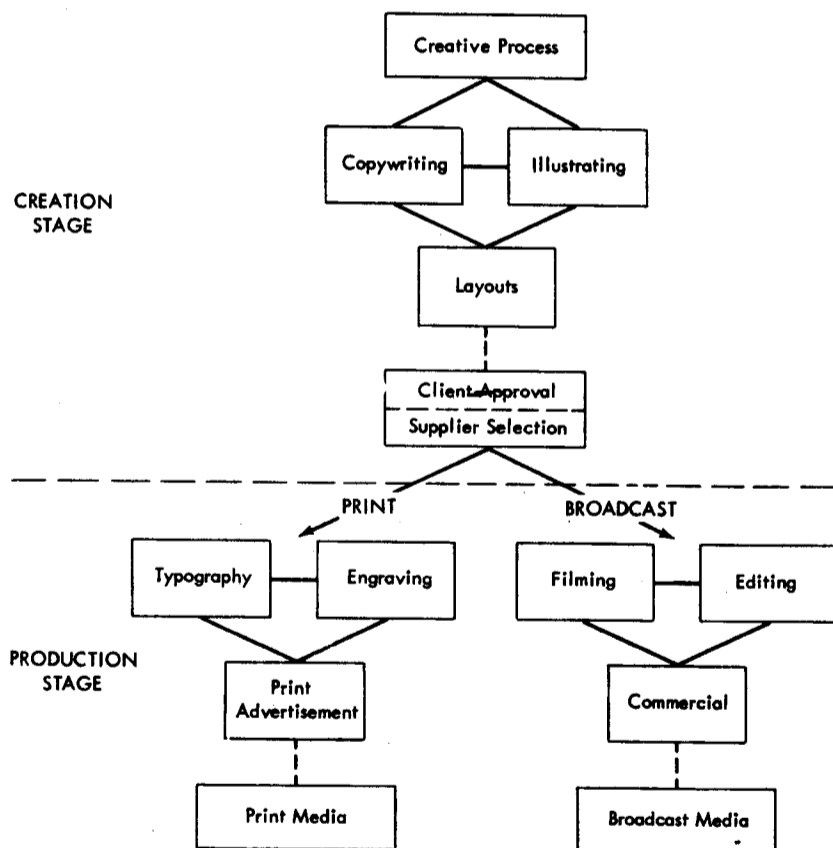 Creative Process
Copywriting
Illustrating
CREATION
STAGE
Layouts
Client Approval
Supplier Selection
PRINT
BROADCAST
Typography
Engraving
Filming
Editing
PRODUCTION
STAGE
Print
Advertisement
Commercial
Print Media
Broadcast Media